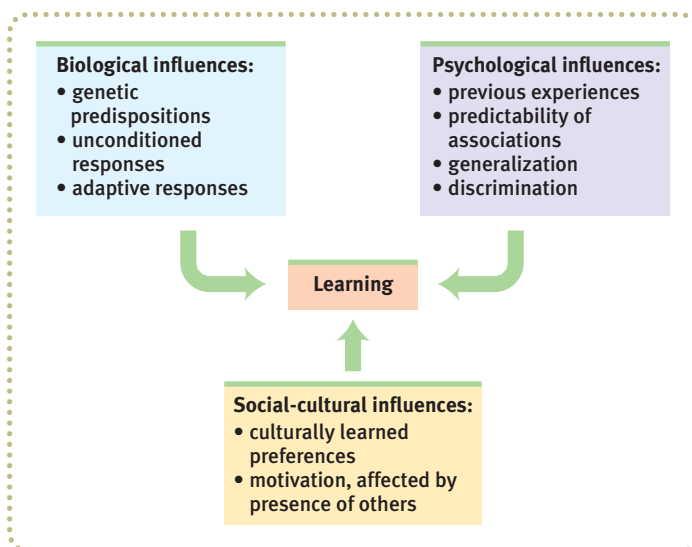 Biological influences:
• genetic
predispositions
• unconditioned
responses
• adaptive responses
Psychological influences:
• previous experiences
• predictability of
associations
• generalization
• discrimination
Learning
Social-cultural influences:
• culturally learned
preferences
• motivation, affected by
presence of others